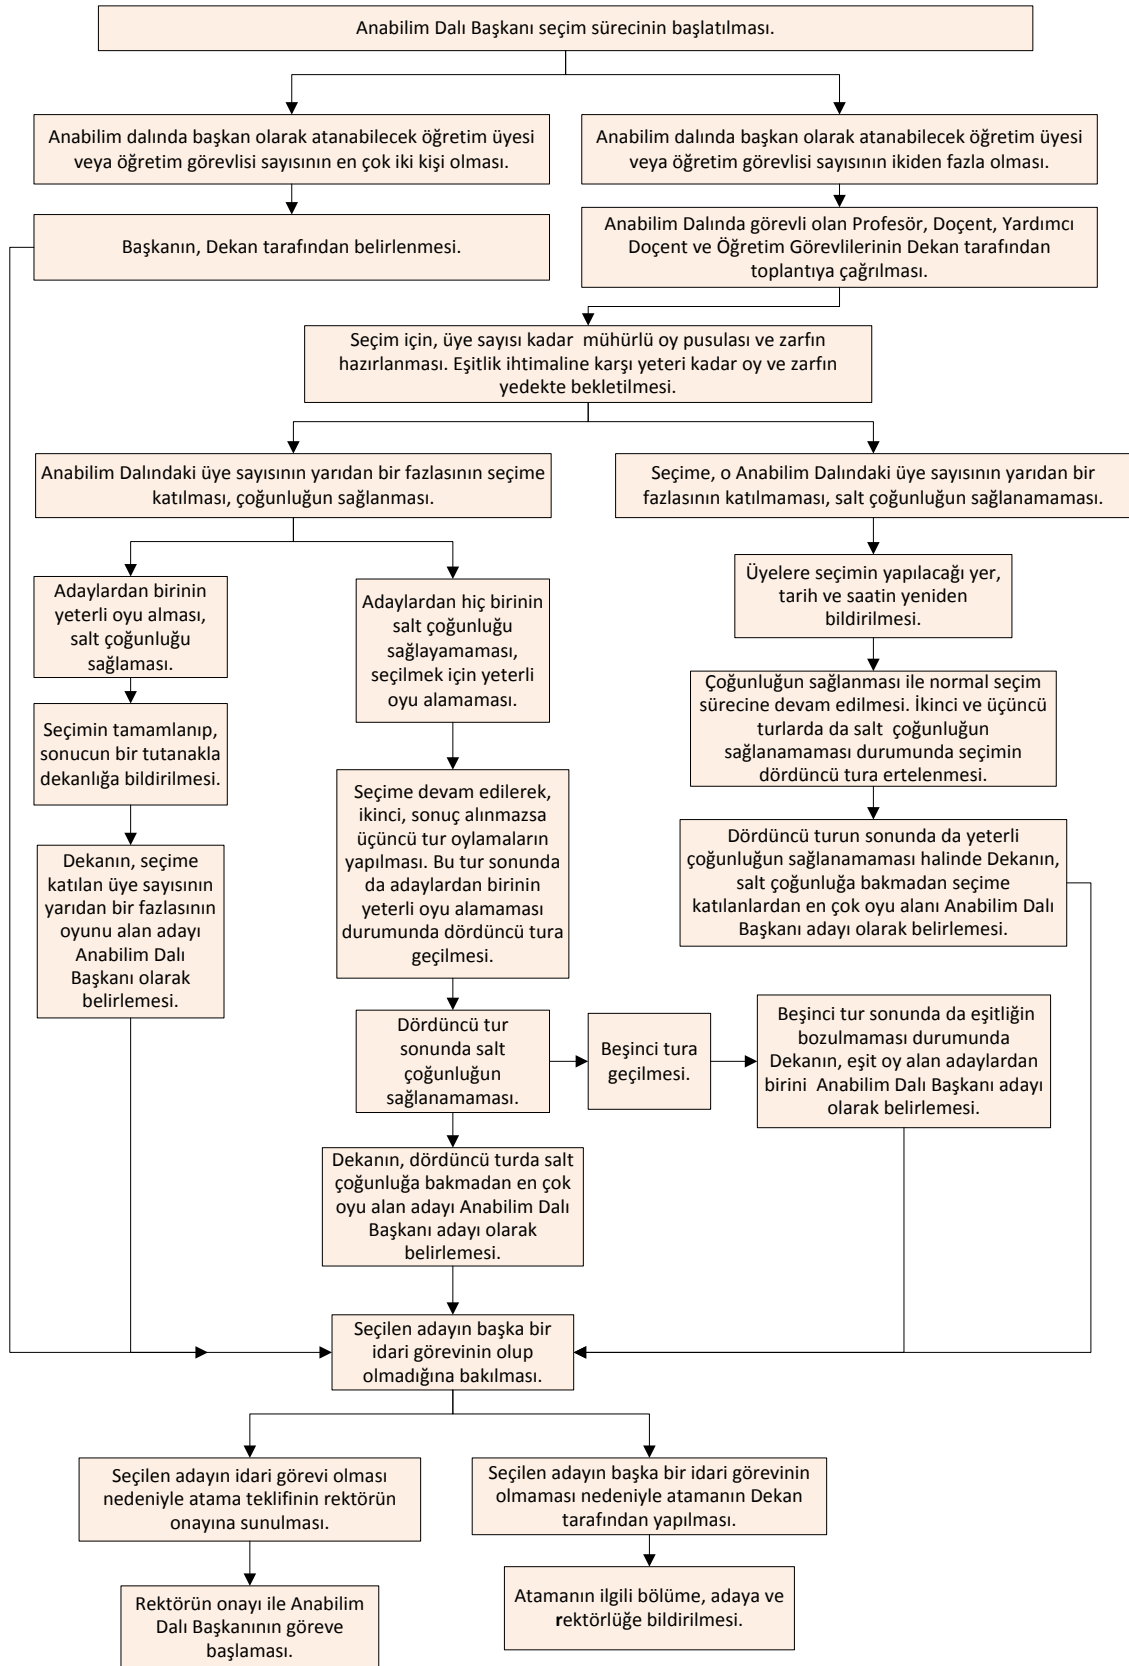 Anabilim Dalı Başkanı seçim sürecinin başlatılması.
Anabilim dalında başkan olarak atanabilecek öğretim üyesi
veya öğretim görevlisi sayısının en çok iki kişi olması.
Anabilim dalında başkan olarak atanabilecek öğretim üyesi
veya öğretim görevlisi sayısının ikiden fazla olması.
Başkanın, Dekan tarafından belirlenmesi.
Anabilim Dalında görevli olan Profesör, Doçent, Yardımcı
Doçent ve Öğretim Görevlilerinin Dekan tarafından
toplantıya çağrılması.
Seçim için, üye sayısı kadar mühürlü oy pusulası ve zarfın
hazırlanması. Eşitlik ihtimaline karşı yeteri kadar oy ve zarfın
yedekte bekletilmesi.
Anabilim Dalındaki üye sayısının yarıdan bir fazlasının seçime
katılması, çoğunluğun sağlanması.
Seçime, o Anabilim Dalındaki üye sayısının yarıdan bir
fazlasının katılmaması, salt çoğunluğun sağlanamaması.
Adaylardan birinin
yeterli oyu alması,
salt çoğunluğu
sağlaması.
Adaylardan hiç birinin
salt çoğunluğu
sağlayamaması,
seçilmek için yeterli
oyu alamaması.
Üyelere seçimin yapılacağı yer,
tarih ve saatin yeniden
bildirilmesi.
Seçimin tamamlanıp,
sonucun bir tutanakla
dekanlığa bildirilmesi.
Çoğunluğun sağlanması ile normal seçim
sürecine devam edilmesi. İkinci ve üçüncü
turlarda da salt çoğunluğun
sağlanamaması durumunda seçimin
dördüncü tura ertelenmesi.
Seçime devam edilerek,
ikinci, sonuç alınmazsa
üçüncü tur oylamaların
yapılması. Bu tur sonunda
da adaylardan birinin
yeterli oyu alamaması
durumunda dördüncü tura
geçilmesi.
Dördüncü turun sonunda da yeterli
çoğunluğun sağlanamaması halinde Dekanın,
salt çoğunluğa bakmadan seçime
katılanlardan en çok oyu alanı Anabilim Dalı
Başkanı adayı olarak belirlemesi.
Dekanın, seçime
katılan üye sayısının
yarıdan bir fazlasının
oyunu alan adayı
Anabilim Dalı
Başkanı olarak
belirlemesi.
Dördüncü tur
sonunda salt
çoğunluğun
sağlanamaması.
Beşinci tura
geçilmesi.
Beşinci tur sonunda da eşitliğin
bozulmaması durumunda
Dekanın, eşit oy alan adaylardan
birini Anabilim Dalı Başkanı adayı
olarak belirlemesi.
Dekanın, dördüncü turda salt
çoğunluğa bakmadan en çok
oyu alan adayı Anabilim Dalı
Başkanı adayı olarak
belirlemesi.
Seçilen adayın başka bir
idari görevinin olup
olmadığına bakılması.
Seçilen adayın idari görevi olması
nedeniyle atama teklifinin rektörün
onayına sunulması.
Seçilen adayın başka bir idari görevinin
olmaması nedeniyle atamanın Dekan
tarafından yapılması.
Rektörün onayı ile Anabilim
Dalı Başkanının göreve
başlaması.
Atamanın ilgili bölüme, adaya ve
rektörlüğe bildirilmesi.